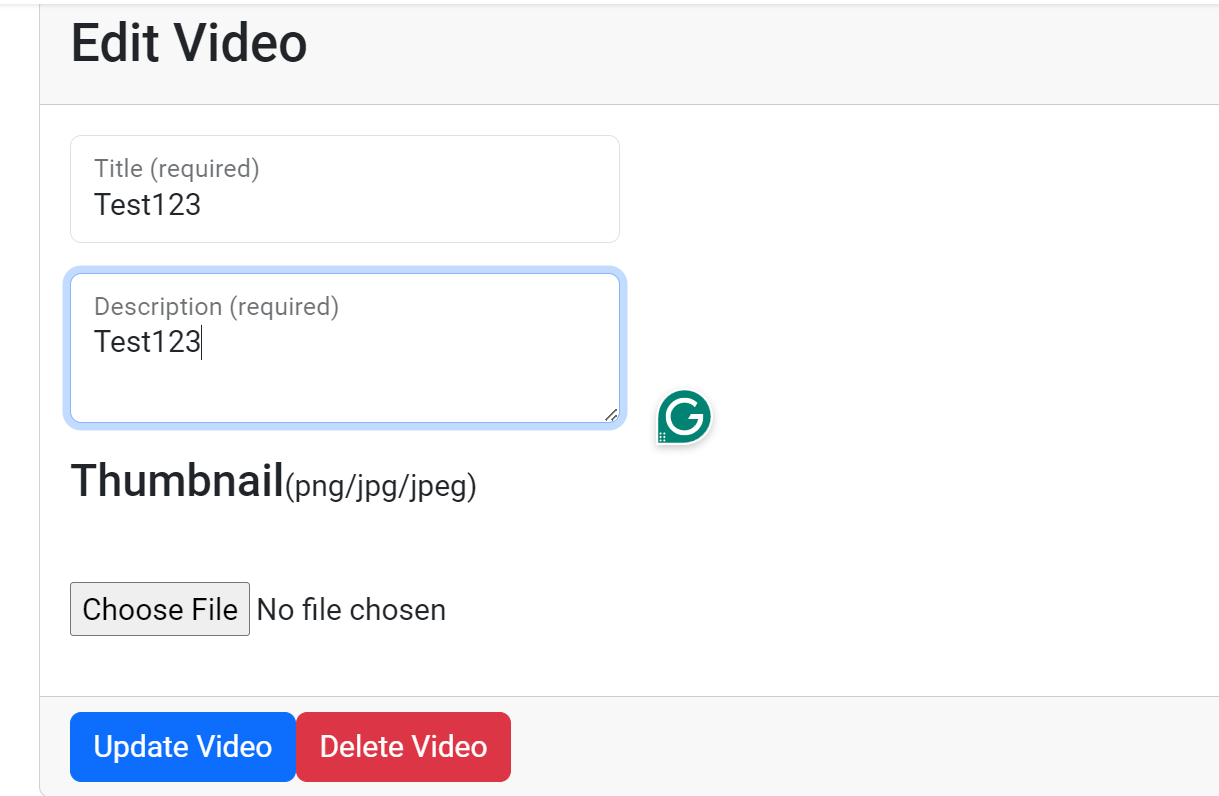 Edit Video
Title (required)
Test123
Description (required)
Test123
Thumbnail(png/jpg/jpeg)
Choose File No file chosen
Update Video Delete Video